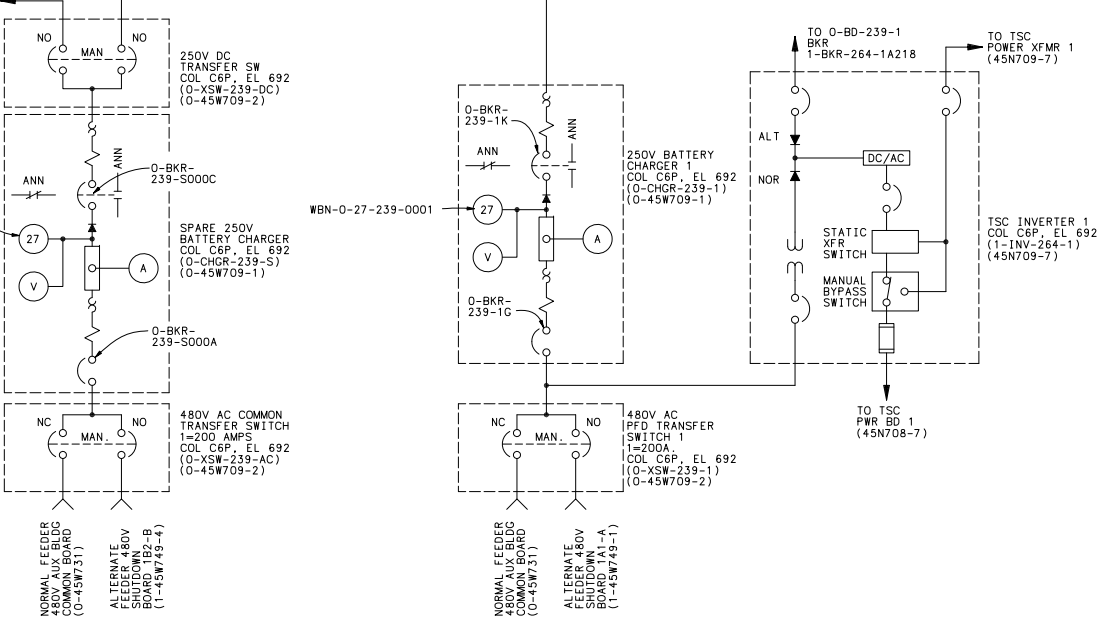 NO
MAN
NO
250V DC
TRANSFER SW
COL C6P, EL 692
(0-XSW-239-DC)
(0-45W709-2)
ANN
ANN
0-BKR-
239-S000C
27
V
A
SPARE 250V
BATTERY CHARGER
COL C6P, EL 692
(0-CHGR-239-S)
(0-45W709-1)
0-BKR-
239-S000A
NC
MAN.
NO
480V AC COMMON
TRANSFER SWITCH
1=200 AMPS
COL C6P, EL 692
(0-XSW-239-AC)
(0-45W709-2)
NORMAL FEEDER
480V AUX BLDG
COMMON BOARD
(0-45W731)
ALTERNATE
FEEDER 480V
SHUTDOWN
BOARD 1B2-B
(1-45W749-4)
0-BKR-
239-1K
ANN
ANN
WBN-0-27-239-0001
27
V
A
250V BATTERY
CHARGER 1
COL C6P, EL 692
(0-CHGR-239-1)
(0-45W709-1)
0-BKR-
239-1G
NC
MAN.
NO
480V AC
PFD TRANSFER
SWITCH 1
1=200A.
COL C6P, EL 692
(0-XSW-239-1)
(0-45W709-2)
NORMAL FEEDER
480V AUX BLDG
COMMON BOARD
(0-45W731)
ALTERNATE
FEEDER 480V
SHUTDOWN
BOARD 1A1-A
(1-45W749-1)
TO 0-BD-239-1
BKR
1-BKR-264-1A218
TO TSC
POWER XFMR 1
(45N709-7)
ALT
NOR
DC/AC
STATIC
XFR
SWITCH
MANUAL
BYPASS
SWITCH
TSC INVERTER 1
COL C6P, EL 692
(1-INV-264-1)
(45N709-7)
TO TSC
PWR BD 1
(45N708-7)